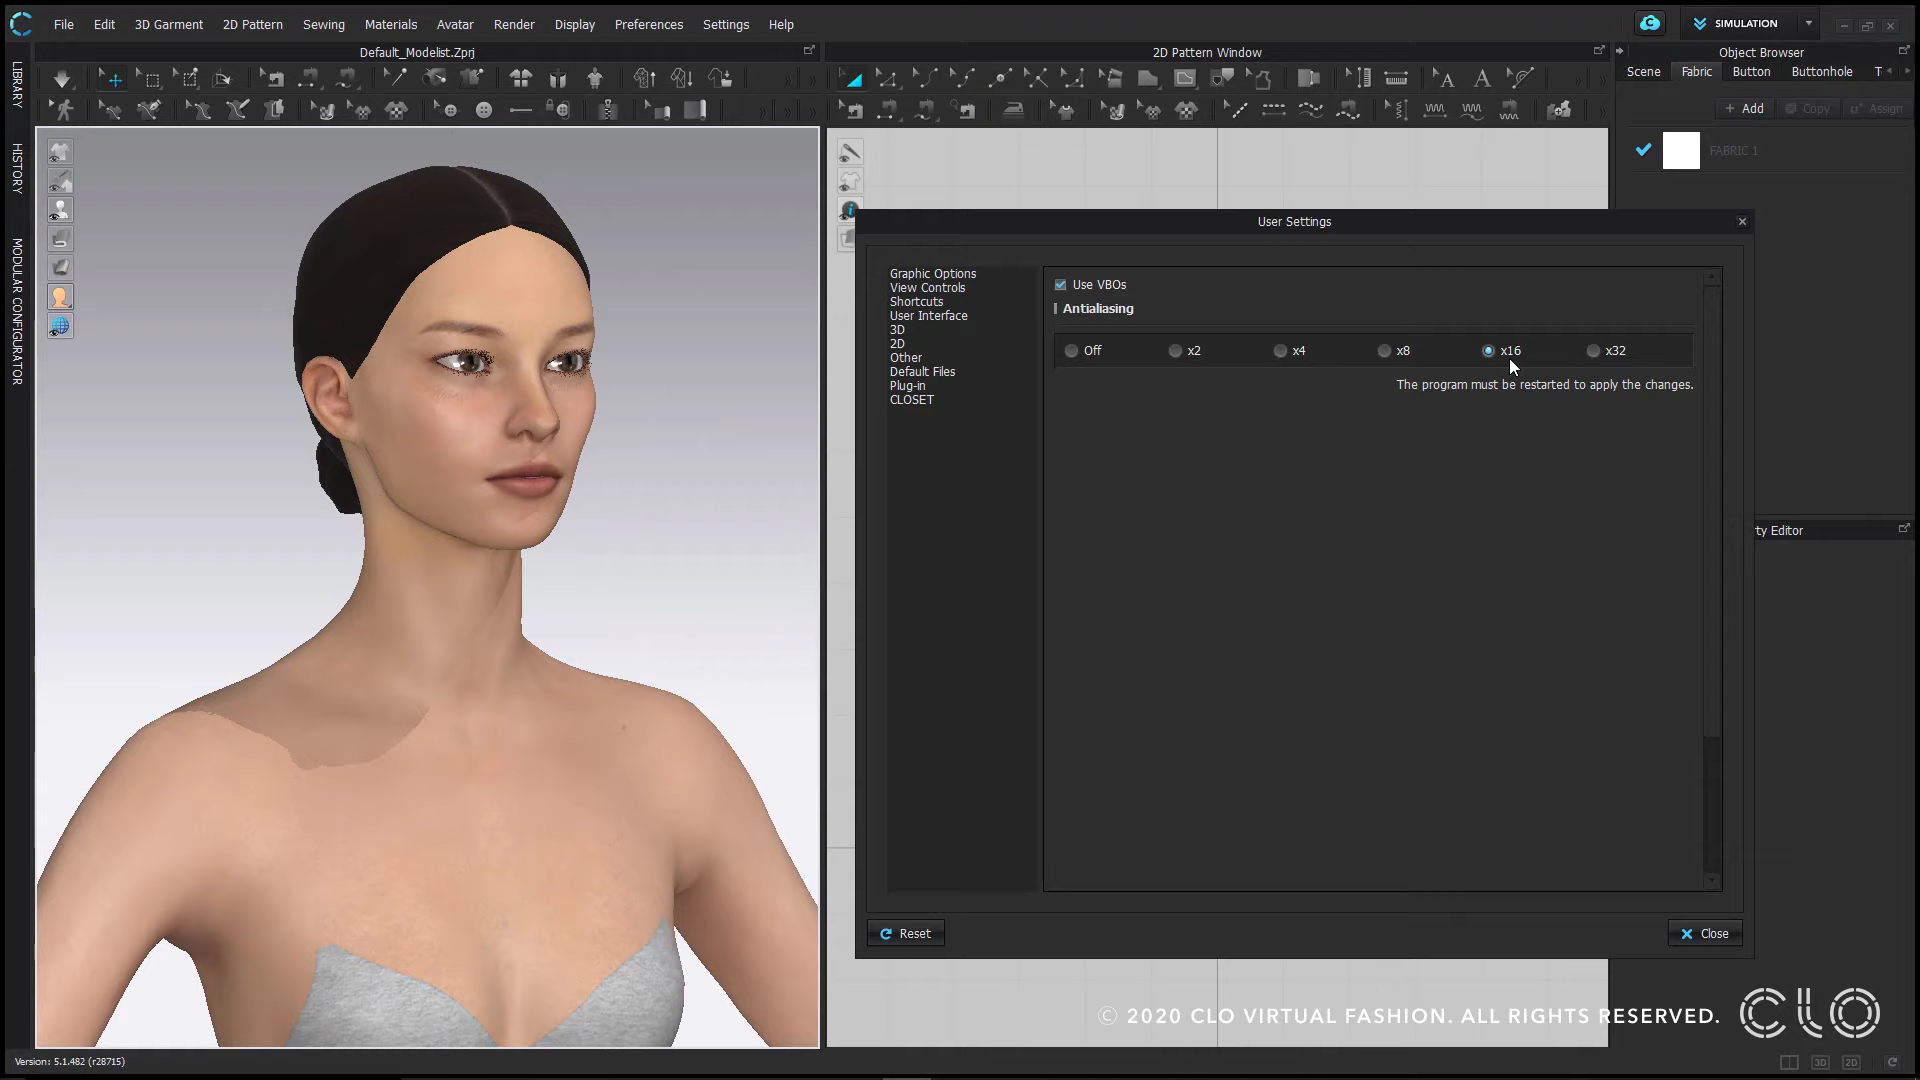 File Edit 3D Garment 2D Pattern Sewing Materials Avatar Render Display Preferences Settings Help
SIMULATION
Default_Modelist.Zprj
2D Pattern Window
Object Browser
Scene Fabric Button Buttonhole T
+ Add Copy Assign
FABRIC 1
LIBRARY
HISTORY
MODULAR CONFIGURATOR
User Settings
Graphic Options
View Controls
Shortcuts
User Interface
3D
2D
Other
Default Files
Plug-in
CLOSET
Use VBOs
Antialiasing
Off x2 x4 x8 x16 x32
The program must be restarted to apply the changes.
ty Editor
Reset
Close
© 2020 CLO VIRTUAL FASHION. ALL RIGHTS RESERVED. CLO
Version: 5.1.482 (r28715)
3D 2D